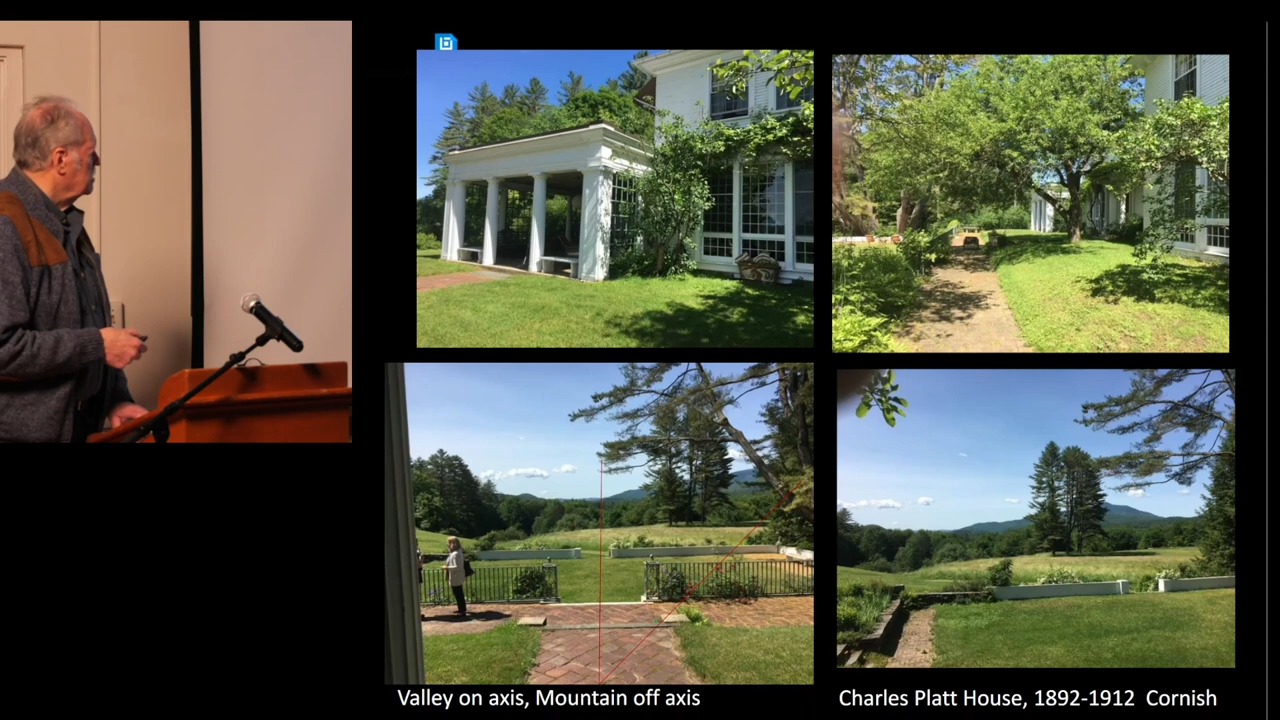 Valley on axis, Mountain off axis
Charles Platt House, 1892-1912  Cornish